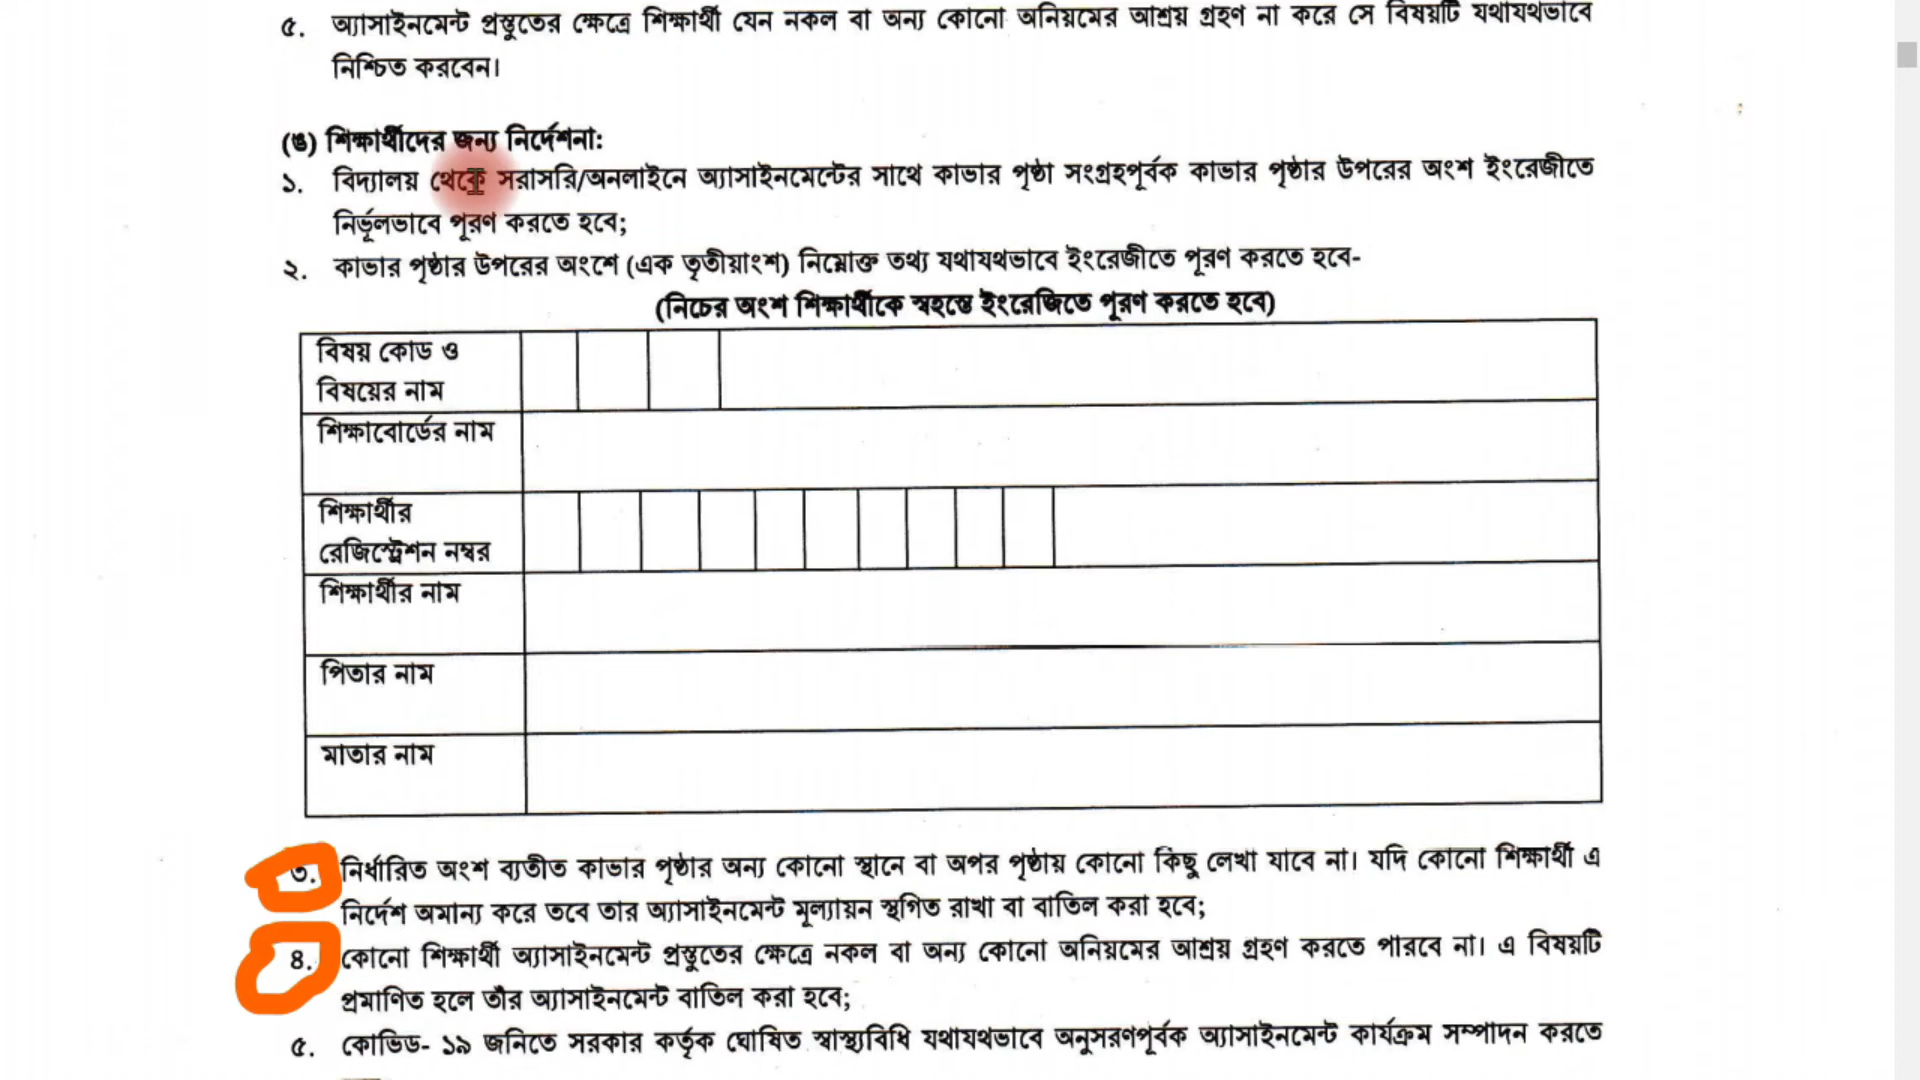 ৫. অ্যাসাইনমেন্ট প্রস্তুতের ক্ষেত্রে শিক্ষার্থী যেন নকল বা অন্য কোনো অনিয়মের আশ্রয় গ্রহণ না করে সে বিষয়টি যথাযথভাবে
নিশ্চিত করবেন।
(ঙ) শিক্ষার্থীদের জন্য নির্দেশনা:
১. বিদ্যালয় থেকে সরাসরি/অনলাইনে অ্যাসাইনমেন্টের সাথে কাভার পৃষ্ঠা সংগ্রহপূর্বক কাভার পৃষ্ঠার উপরের অংশ ইংরেজীতে
নির্ভূলভাবে পূরণ করতে হবে;
২. কাভার পৃষ্ঠার উপরের অংশে (এক তৃতীয়াংশ) নিম্নোক্ত তথ্য যথাযথভাবে ইংরেজীতে পূরণ করতে হবে-
(নিচের অংশ শিক্ষার্থীকে স্বহস্তে ইংরেজিতে পূরণ করতে হবে)
বিষয় কোড ও
বিষয়ের নাম
শিক্ষাবোর্ডের নাম
শিক্ষার্থীর
রেজিস্ট্রেশন নম্বর
শিক্ষার্থীর নাম
পিতার নাম
মাতার নাম
৩. নির্ধারিত অংশ ব্যতীত কাভার পৃষ্ঠার অন্য কোনো স্থানে বা অপর পৃষ্ঠায় কোনো কিছু লেখা যাবে না। যদি কোনো শিক্ষার্থী এ
নির্দেশ অমান্য করে তবে তার অ্যাসাইনমেন্ট মূল্যায়ন স্থগিত রাখা বা বাতিল করা হবে;
৪. কোনো শিক্ষার্থী অ্যাসাইনমেন্ট প্রস্তুতের ক্ষেত্রে নকল বা অন্য কোনো অনিয়মের আশ্রয় গ্রহণ করতে পারবে না। এ বিষয়টি
প্রমাণিত হলে তাঁর অ্যাসাইনমেন্ট বাতিল করা হবে;
৫. কোভিড- ১৯ জনিতে সরকার কর্তৃক ঘোষিত স্বাস্থ্যবিধি যথাযথভাবে অনুসরণপূর্বক অ্যাসাইনমেন্ট কার্যক্রম সম্পাদন করতে